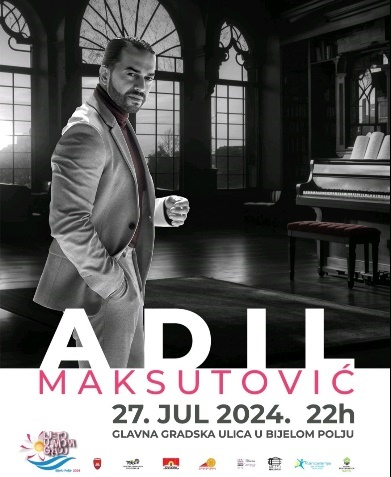 ADIL
MAKSUTOVIĆ
27. JUL 2024. 22h
GLAVNA GRADSKA ULICA U BIJELOM POLJU